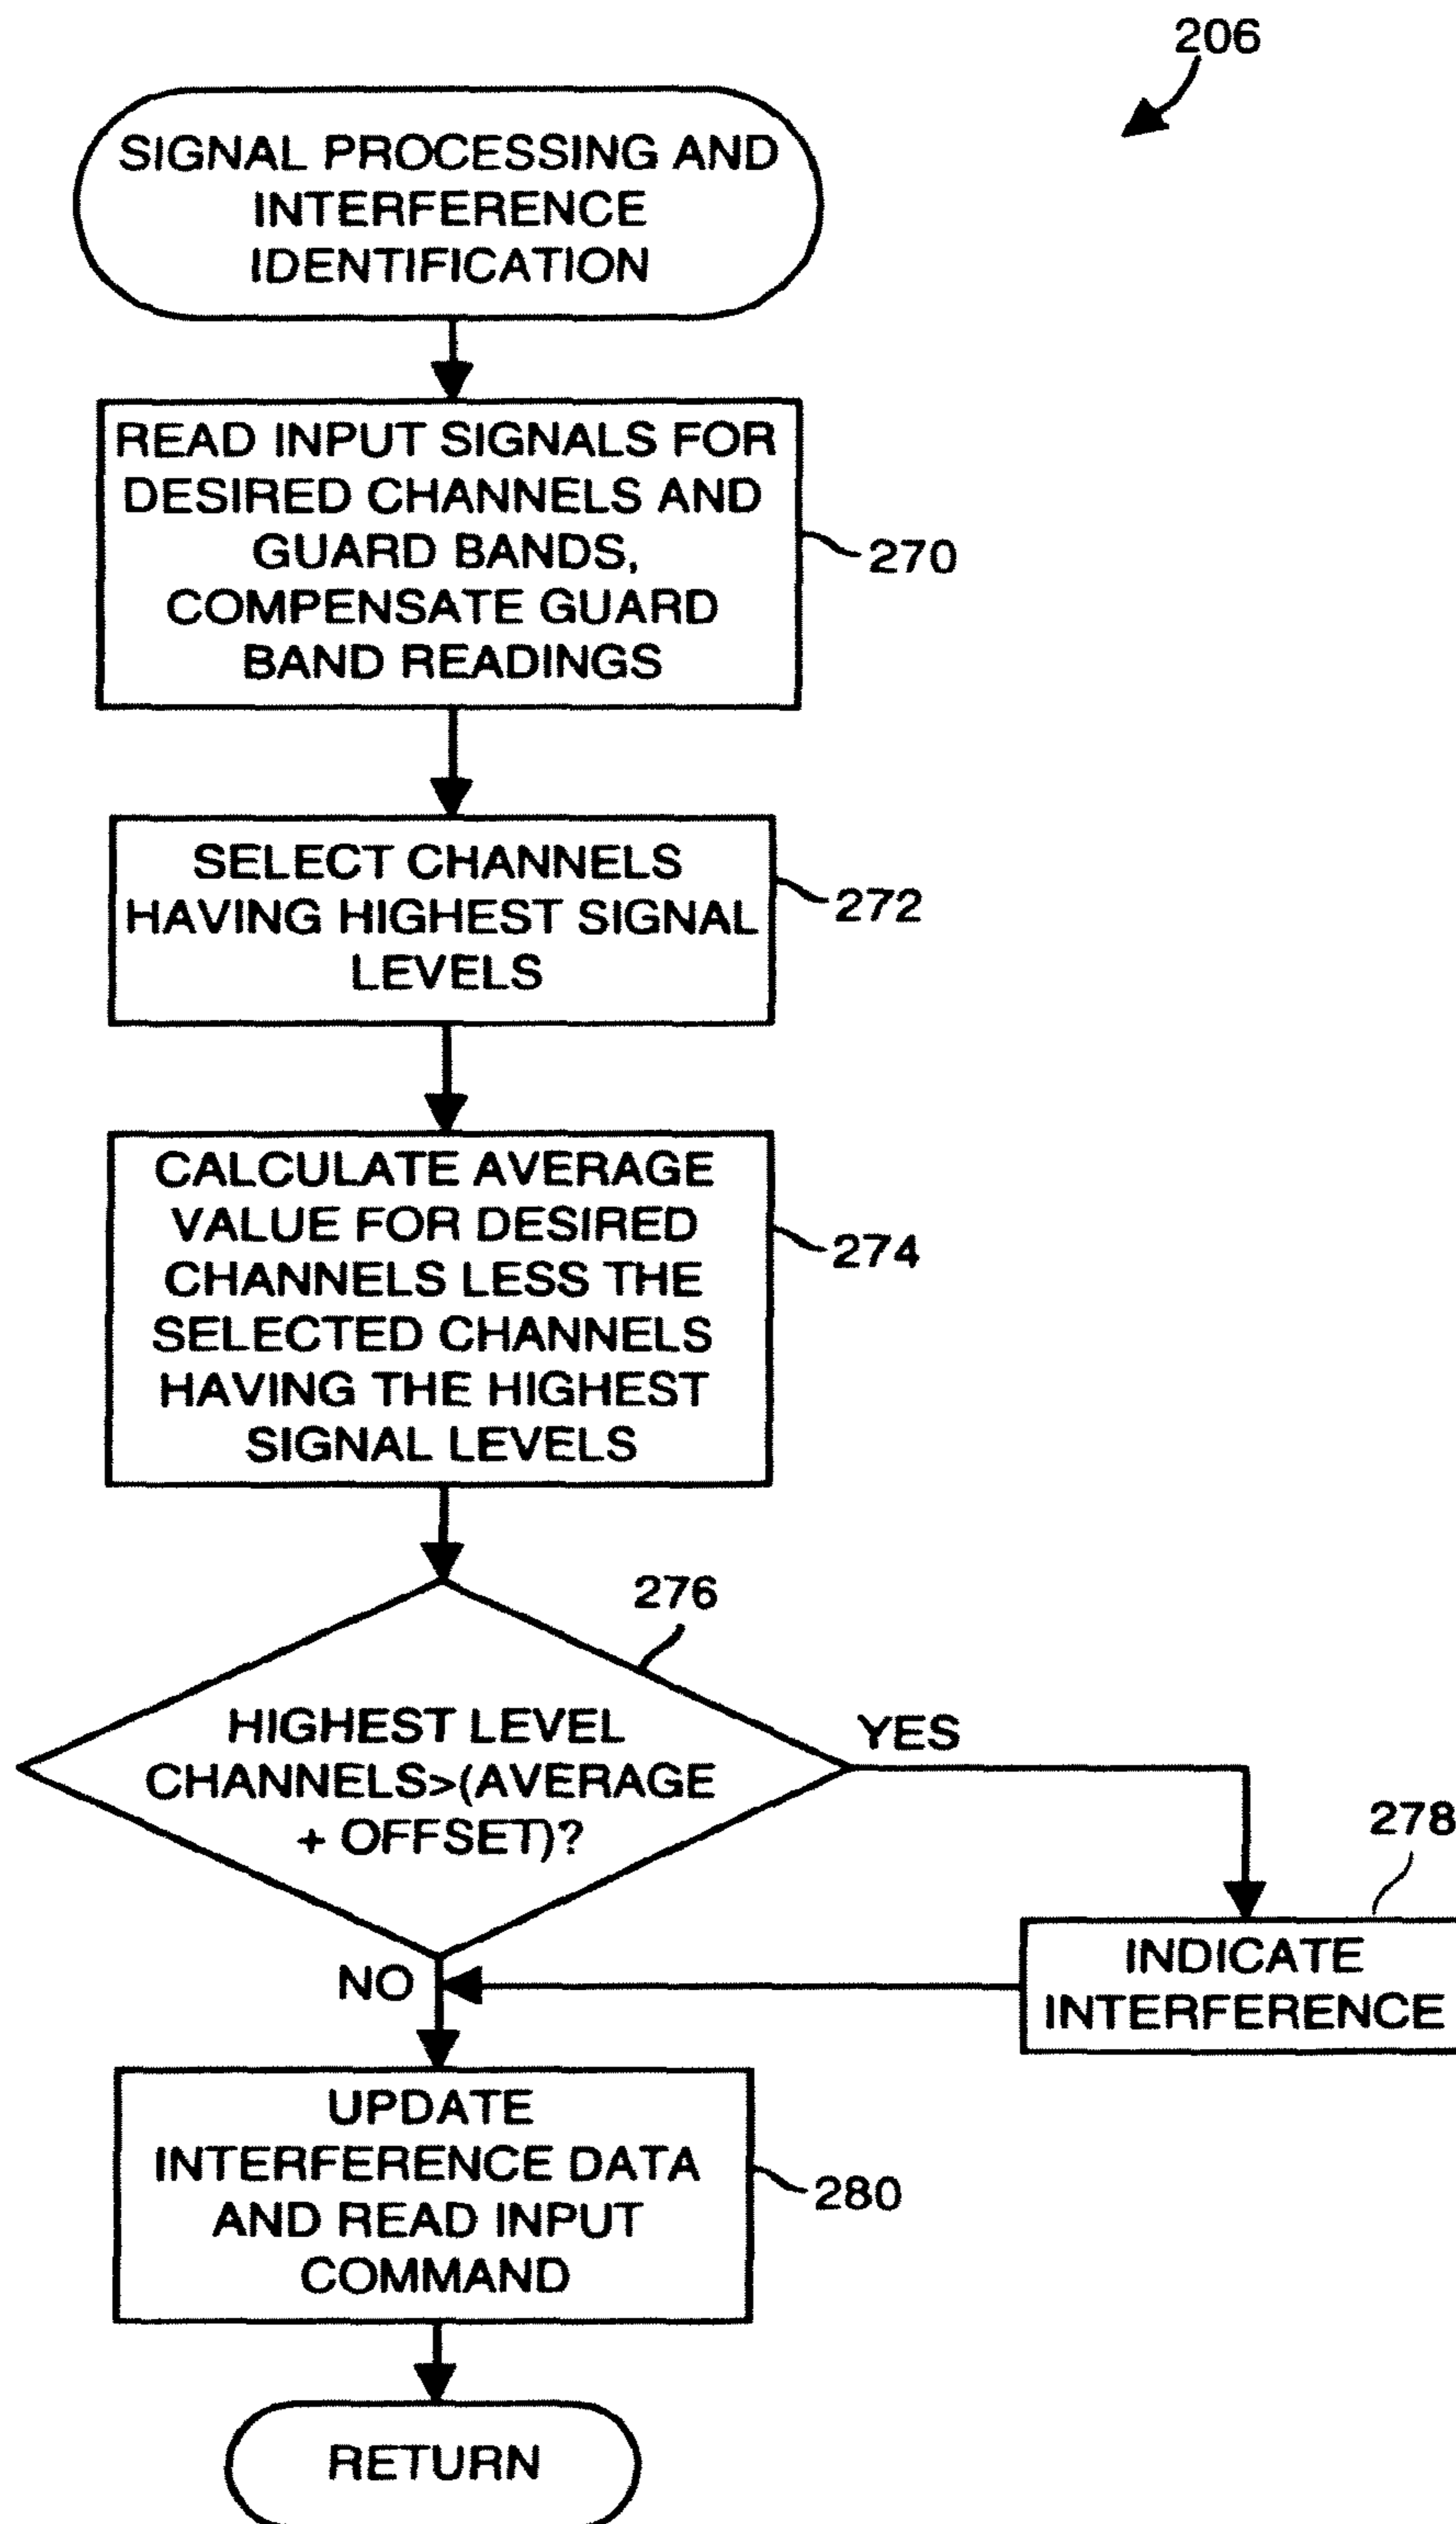 206
SIGNAL PROCESSING AND
INTERFERENCE
IDENTIFICATION
READ INPUT SIGNALS FOR
DESIRED CHANNELS AND
GUARD BANDS,
COMPENSATE GUARD
BAND READINGS
270
SELECT CHANNELS
HAVING HIGHEST SIGNAL
LEVELS
272
CALCULATE AVERAGE
VALUE FOR DESIRED
CHANNELS LESS THE
SELECTED CHANNELS
HAVING THE HIGHEST
SIGNAL LEVELS
274
276
HIGHEST LEVEL
CHANNELS>(AVERAGE
+ OFFSET)?
YES
278
INDICATE
INTERFERENCE
NO
UPDATE
INTERFERENCE DATA
AND READ INPUT
COMMAND
280
RETURN